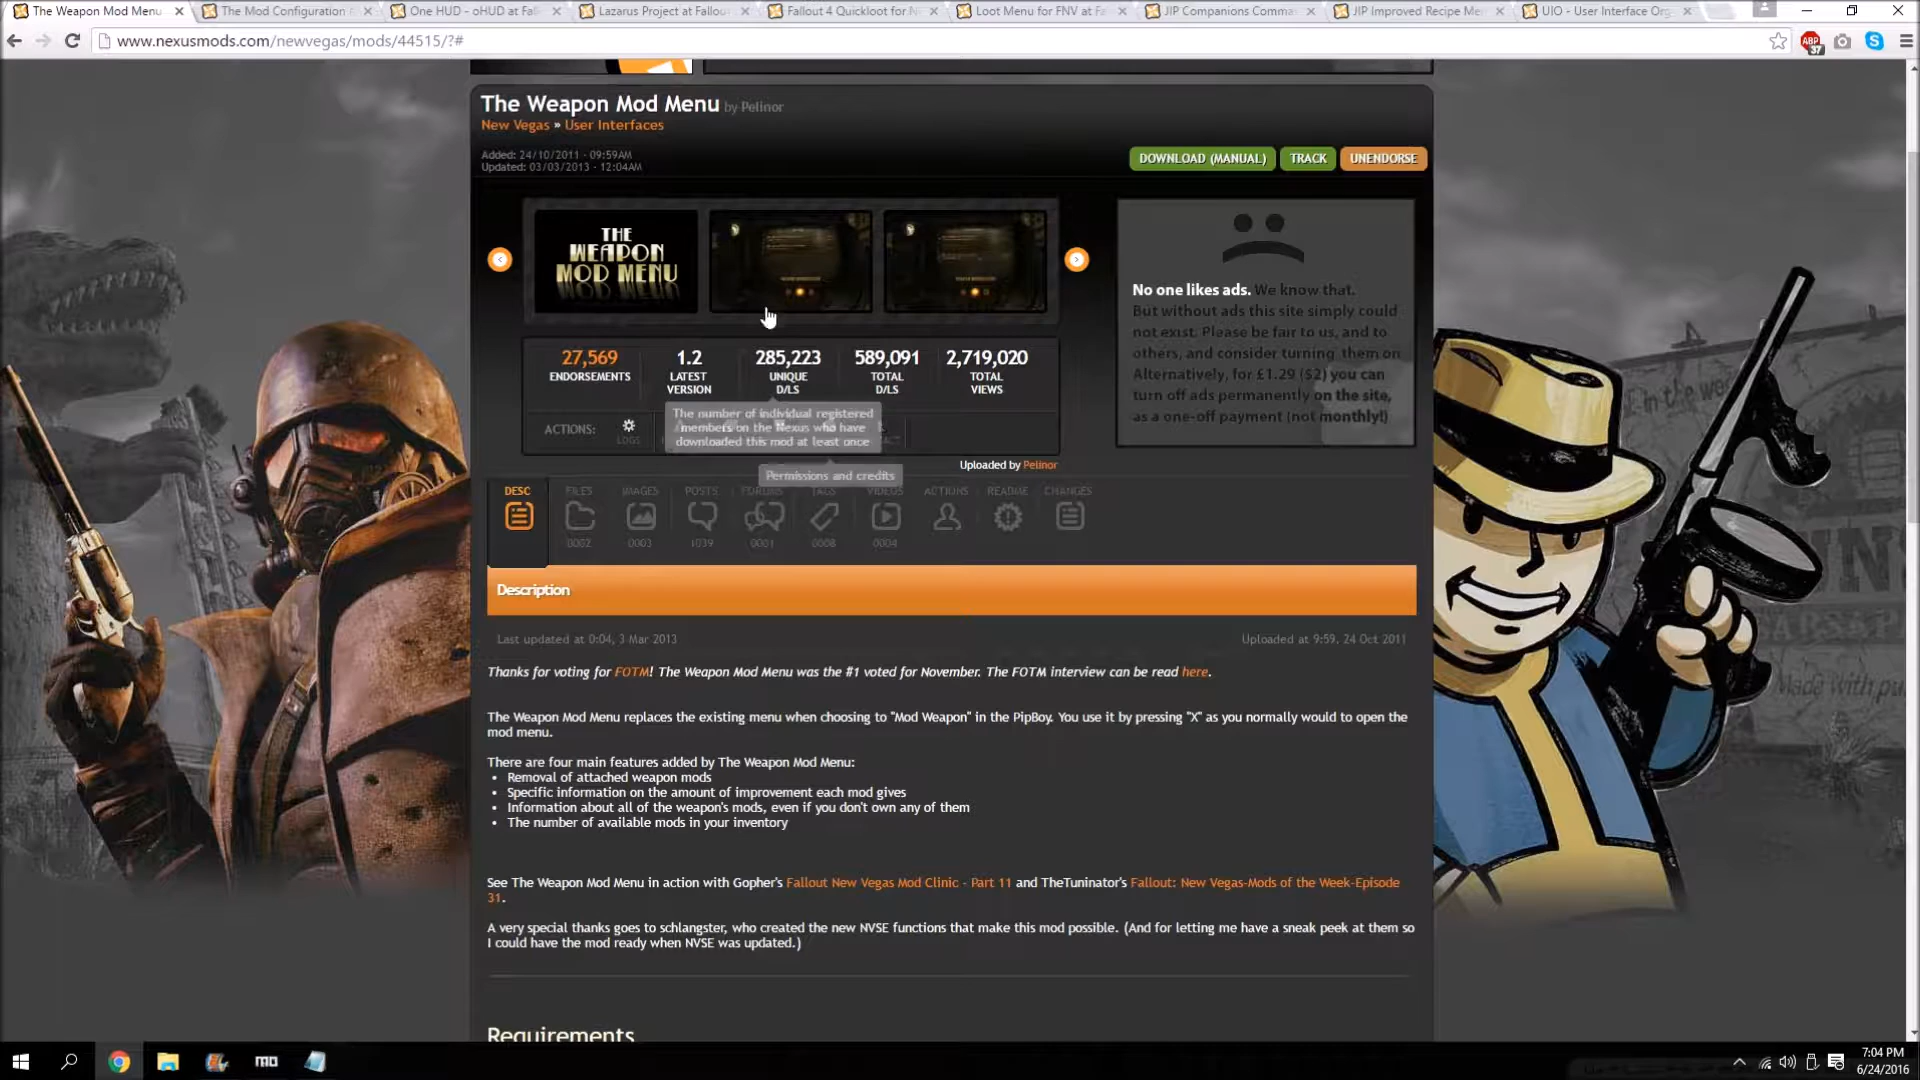 The Weapon Mod Menu
The Mod Configuration
One HUD - oHUD at Fal
Lazarus Project at Fallou
Fallout 4 Quickloot for N
Loot Menu for FNV at Fa
JIP Companions Comma
JIP Improved Recipe Me
UIO - User Interface Org
www.nexusmods.com/newvegas/mods/44515/?#
ABP
37
The Weapon Mod Menu by Pelinor
New Vegas » User Interfaces
Added: 24/10/2011 - 09:59AM
Updated: 03/03/2013 - 12:04AM
DOWNLOAD (MANUAL)
TRACK
UNENDORSE
THE
WEAPON
MOD MENU
No one likes ads. We know that.
But without ads this site simply could
not exist. Please be fair to us, and to
others, and consider turning them on
Alternatively, for £1.29 ($2) you can
turn off ads permanently on the site,
as a one-off payment (not monthly!)
27,569
ENDORSEMENTS
1.2
LATEST
VERSION
285,223
UNIQUE
D/LS
589,091
TOTAL
D/LS
2,719,020
TOTAL
VIEWS
The number of individual registered
members on the Nexus who have
downloaded this mod at least once
ACTIONS:
LOGS
Uploaded by Pelinor
Permissions and credits
DESC
FILES
0002
IMAGES
0003
POSTS
1039
FORUMS
0001
TAGS
0008
VIDEOS
0004
ACTIONS
README
CHANGES
Description
Last updated at 0:04, 3 Mar 2013
Uploaded at 9:59, 24 Oct 2011
Thanks for voting for FOTM! The Weapon Mod Menu was the #1 voted for November. The FOTM interview can be read here.
The Weapon Mod Menu replaces the existing menu when choosing to "Mod Weapon" in the PipBoy. You use it by pressing "X" as you normally would to open the
mod menu.
There are four main features added by The Weapon Mod Menu:
• Removal of attached weapon mods
• Specific information on the amount of improvement each mod gives
• Information about all of the weapon's mods, even if you don't own any of them
• The number of available mods in your inventory
See The Weapon Mod Menu in action with Gopher's Fallout New Vegas Mod Clinic - Part 11 and TheTuninator's Fallout: New Vegas-Mods of the Week-Episode
31.
A very special thanks goes to schlangster, who created the new NVSE functions that make this mod possible. (And for letting me have a sneak peek at them so
I could have the mod ready when NVSE was updated.)
Requirements
MO
7:04 PM
6/24/2016